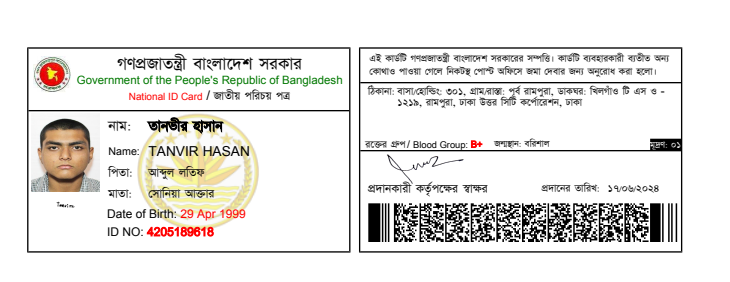 গণপ্রজাতন্ত্রী বাংলাদেশ সরকার
Government of the People's Republic of Bangladesh
National ID Card / জাতীয় পরিচয় পত্র
নাম: তানভীর হাসান
Name: TANVIR HASAN
পিতা: আব্দুল লতিফ
মাতা: সোনিয়া আক্তার
Date of Birth: 29 Apr 1999
ID NO: 4205189618
এই কার্ডটি গণপ্রজাতন্ত্রী বাংলাদেশ সরকারের সম্পত্তি। কার্ডটি ব্যবহারকারী ব্যতীত অন্য
কোথাও পাওয়া গেলে নিকটস্থ পোস্ট অফিসে জমা দেবার জন্য অনুরোধ করা হলো।
ঠিকানা: বাসা/হোল্ডিং: ৩০১, গ্রাম/রাস্তা: পূর্ব রামপুরা, ডাকঘর: খিলগাঁও টি এস ও -
১২১৯, রামপুরা, ঢাকা উত্তর সিটি কর্পোরেশন, ঢাকা
রক্তের গ্রুপ / Blood Group: B+ জন্মস্থান: বরিশাল মুদ্রণ: ০১
প্রদানকারী কর্তৃপক্ষের স্বাক্ষর প্রদানের তারিখ: ১৭/০৬/২০২৪